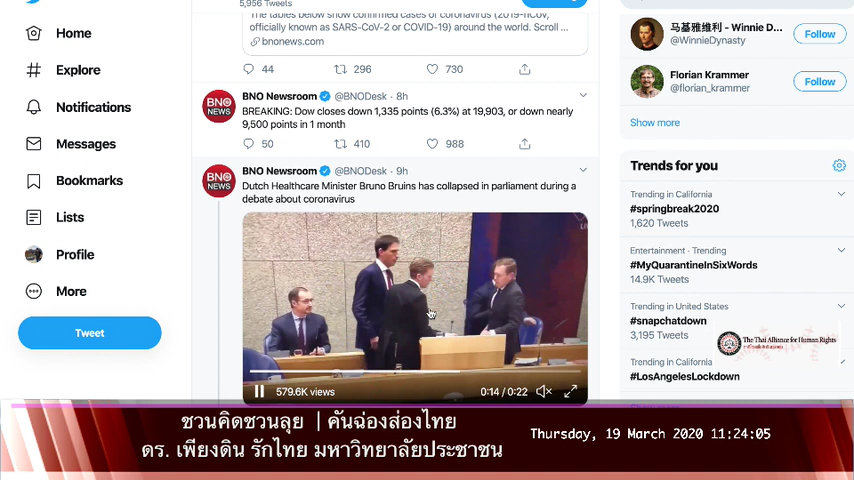 5,956 Tweets
The tables below show confirmed cases of coronavirus (2019-nCoV,
officially known as SARS-CoV-2 or COVID-19) around the world. Scroll ...
bnonews.com
44 296 730
BNO Newsroom @BNODesk · 8h
BREAKING: Dow closes down 1,335 points (6.3%) at 19,903, or down nearly
9,500 points in 1 month
50 410 988
BNO Newsroom @BNODesk · 9h
Dutch Healthcare Minister Bruno Bruins has collapsed in parliament during a
debate about coronavirus
BNO
NEWS
BNO
NEWS
579.6K views
0:14 / 0:22
Home
Explore
Notifications
Messages
Bookmarks
Lists
Profile
More
Tweet
马基雅维利 - Winnie D...
@WinnieDynasty
Follow
Florian Krammer
@florian_krammer
Follow
Show more
Trends for you
Trending in California
#springbreak2020
1,620 Tweets
Entertainment · Trending
#MyQuarantineInSixWords
14.9K Tweets
Trending in United States
#snapchatdown
3,195 Tweets
The Thai Alliance for Human Rights
Trending in California
#LosAngelesLockdown
ชวนคิดชวนลุย | คันฉ่องส่องไทย
ดร. เพียงดิน รักไทย มหาวิทยาลัยประชาชน
Thursday, 19 March 2020 11:24:05